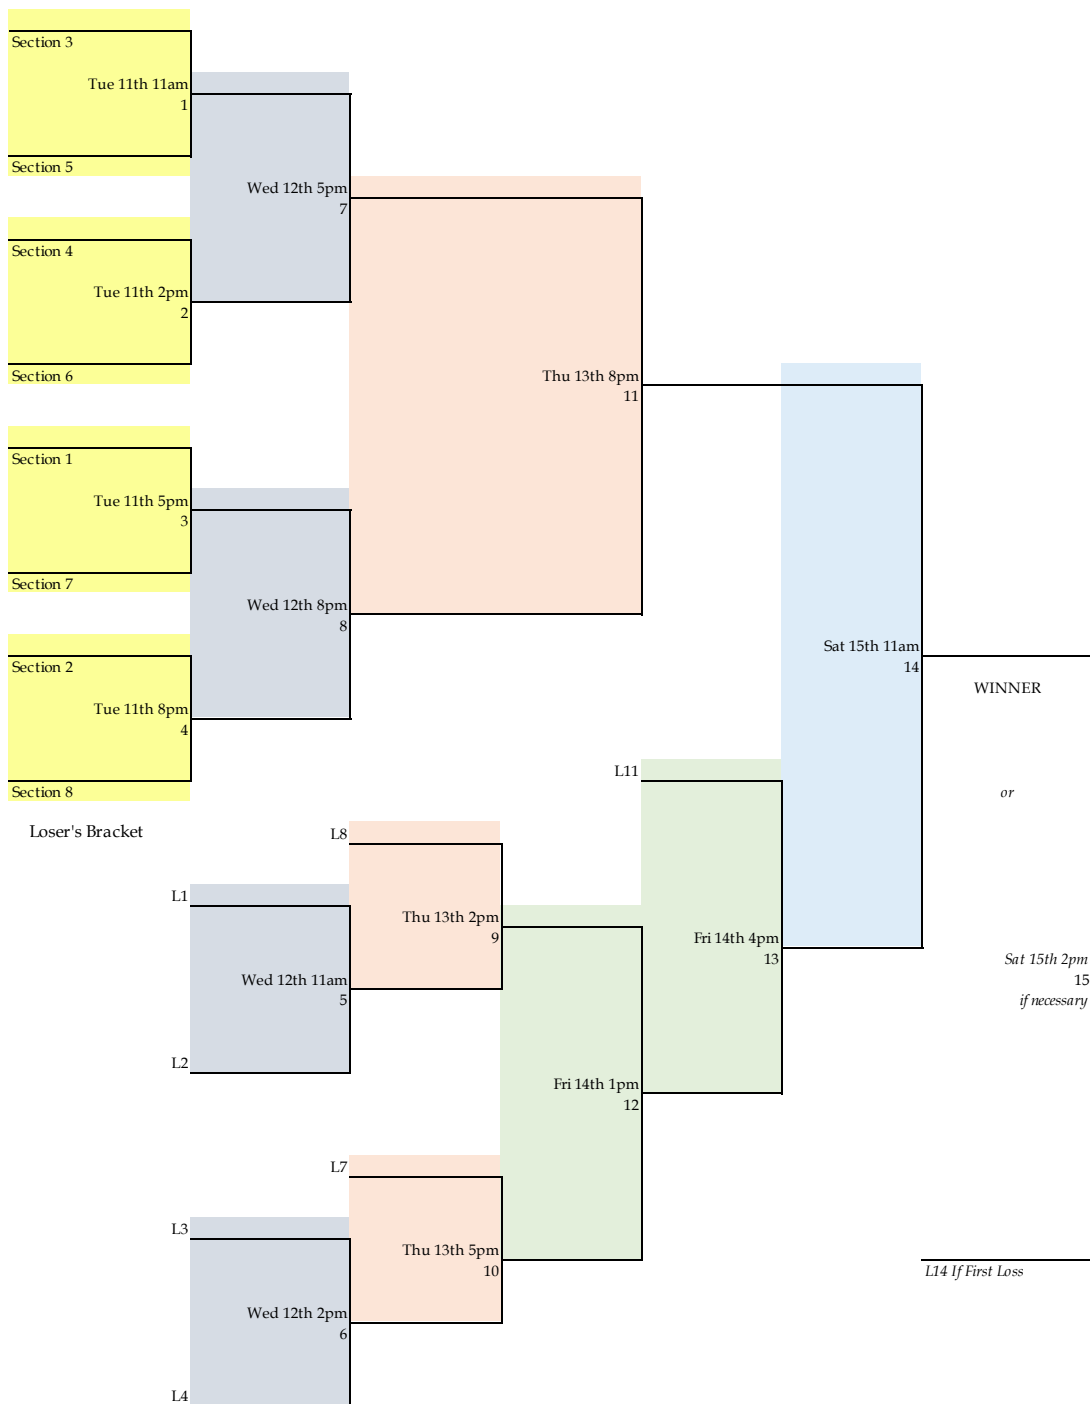 Section 3
Tue 11th 11am
1
Section 5
Wed 12th 5pm
7
Section 4
Tue 11th 2pm
2
Section 6
Thu 13th 8pm
11
Section 1
Tue 11th 5pm
3
Section 7
Wed 12th 8pm
8
Section 2
Tue 11th 8pm
4
Section 8
Sat 15th 11am
14
WINNER
or
Sat 15th 2pm
15
if necessary
L14 If First Loss
Loser's Bracket
L11
L8
L1
Thu 13th 2pm
9
Fri 14th 4pm
13
Wed 12th 11am
5
L2
Fri 14th 1pm
12
L7
L3
Thu 13th 5pm
10
Wed 12th 2pm
6
L4